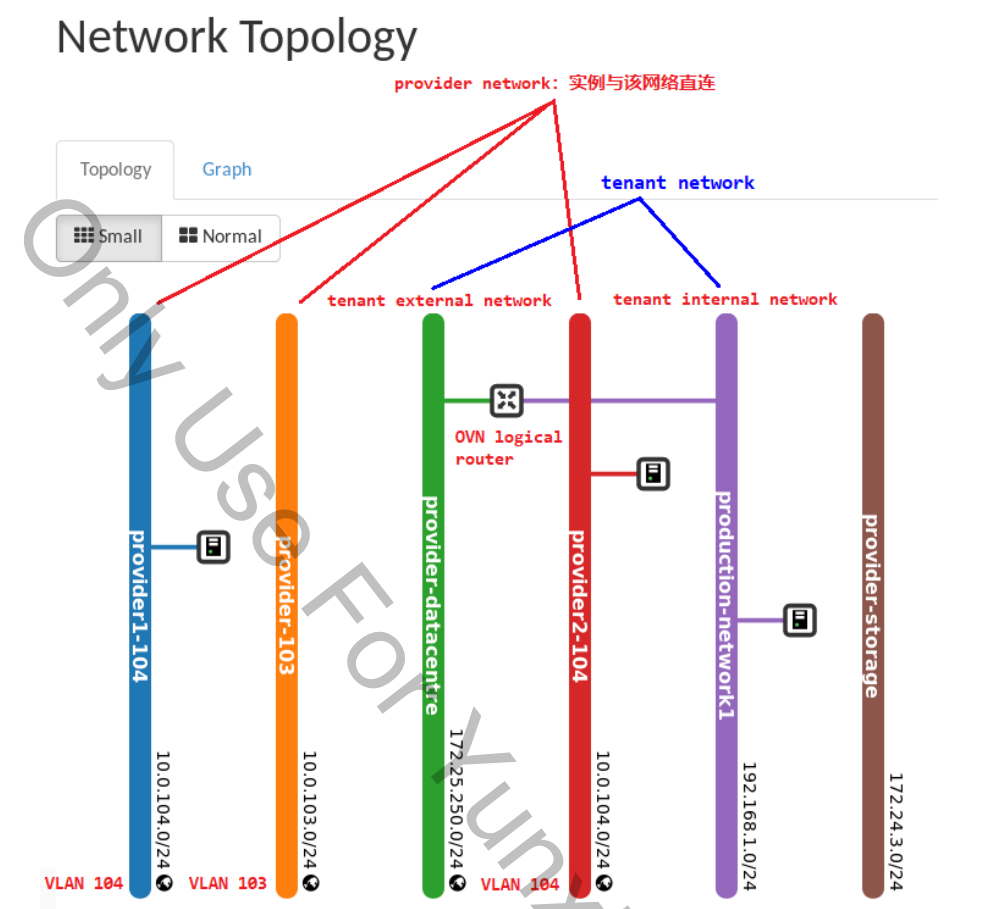 Network Topology
provider network: 实例与该网络直连
Topology
Graph
tenant network
Small
Normal
tenant external network
tenant internal network
OVN logical
router
provider1-104
provider-103
provider-datacentre
provider2-104
production-network1
provider-storage
10.0.104.0/24
10.0.103.0/24
172.25.250.0/24
10.0.104.0/24
192.168.1.0/24
172.24.3.0/24
VLAN 104
VLAN 103
VLAN 104
Only Use For